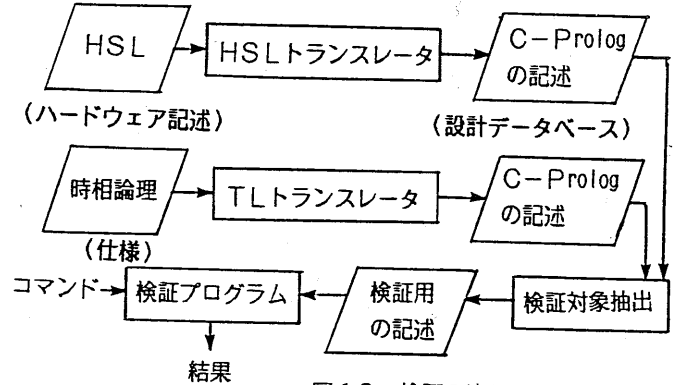 HSL
HSLトランスレータ
C-Prolog
の記述
(ハードウェア記述)
(設計データベース)
時相論理
TLトランスレータ
C-Prolog
の記述
(仕様)
コマンド
検証プログラム
検証用
の記述
検証対象抽出
結果